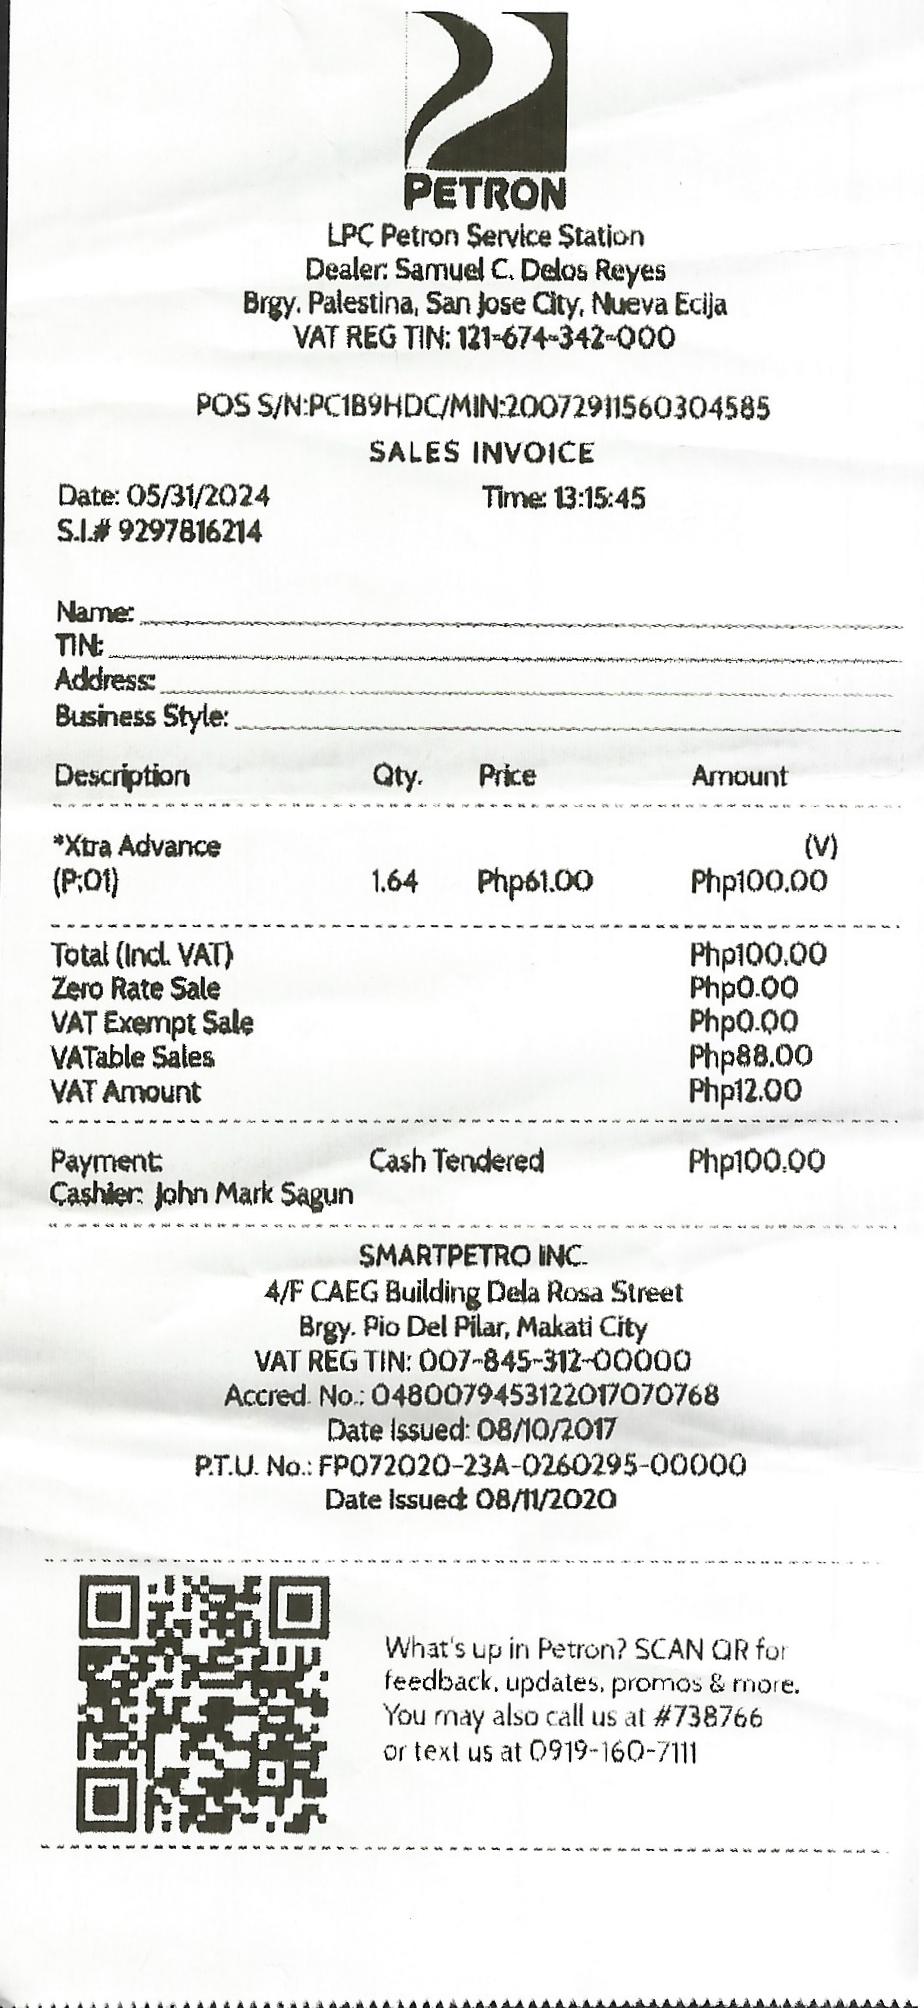 PETRON
LPC Petron Service Station
Dealer: Samuel C. Delos Reyes
Brgy. Palestina, San Jose City, Nueva Ecija
VAT REG TIN: 121-674-342-000
POS S/N:PC1B9HDC/MIN:20072911560304585
SALES INVOICE
Date: 05/31/2024 Time: 13:15:45
S.I.# 9297816214
Name:
TIN:
Address:
Business Style:
Description Qty. Price Amount
*Xtra Advance (V)
(P:01) 1.64 Php61.00 Php100.00
Total (Incl. VAT) Php100.00
Zero Rate Sale Php0.00
VAT Exempt Sale Php0.00
VATable Sales Php88.00
VAT Amount Php12.00
Payment: Cash Tendered Php100.00
Cashier: John Mark Sagun
SMARTPETRO INC.
4/F CAEG Building Dela Rosa Street
Brgy. Pio Del Pilar, Makati City
VAT REG TIN: 007-845-312-00000
Accred. No.: 0480079453122017070768
Date Issued: 08/10/2017
P.T.U. No.: FP072020-23A-0260295-00000
Date Issued: 08/11/2020
What's up in Petron? SCAN QR for
feedback, updates, promos & more.
You may also call us at #738766
or text us at 0919-160-7111